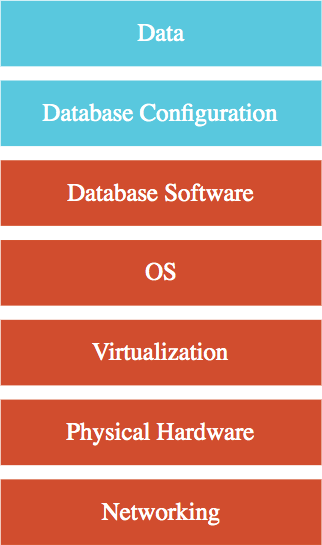 Data
Database Configuration
Database Software
OS
Virtualization
Physical Hardware
Networking